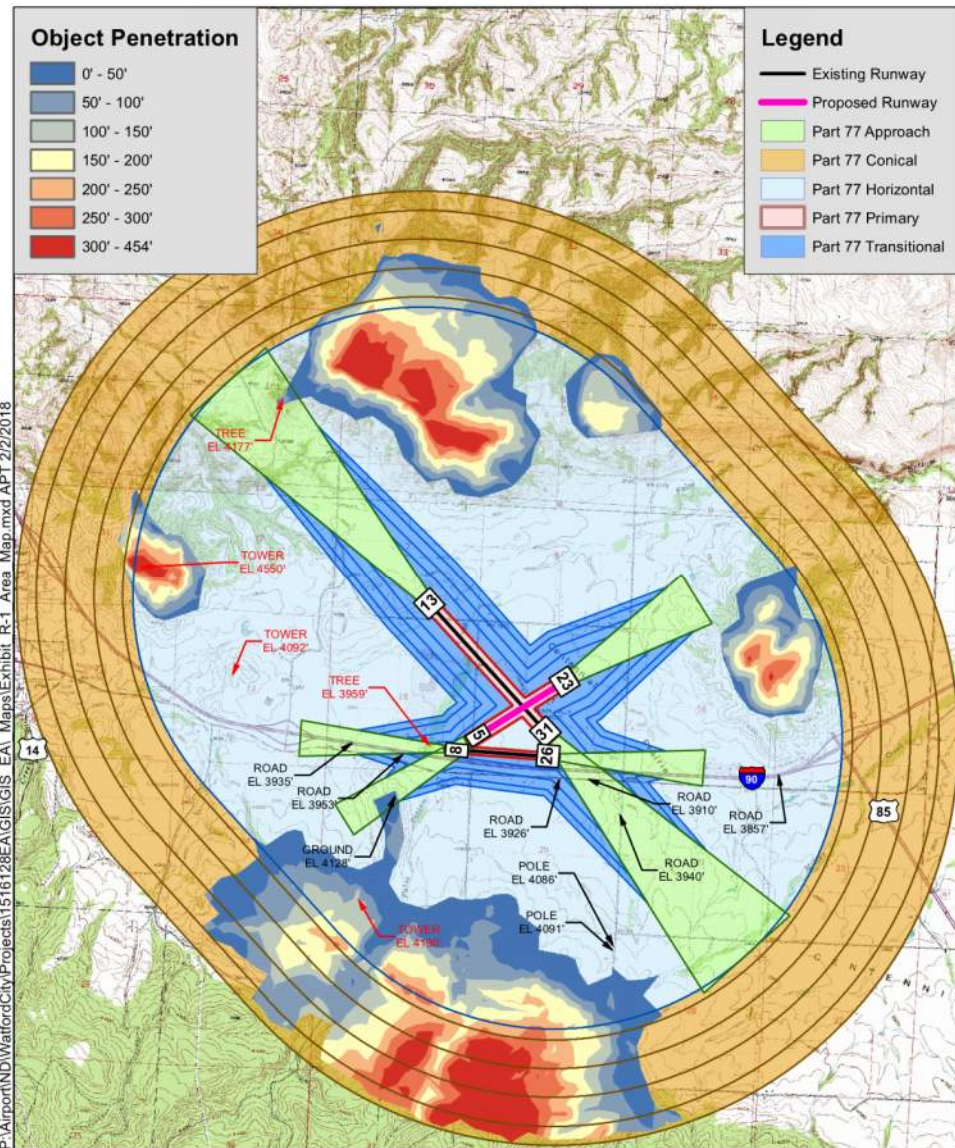 Object Penetration
0' - 50'
50' - 100'
100' - 150'
150' - 200'
200' - 250'
250' - 300'
300' - 454'
Legend
Existing Runway
Proposed Runway
Part 77 Approach
Part 77 Conical
Part 77 Horizontal
Part 77 Primary
Part 77 Transitional
TREE
EL 4177'
TOWER
EL 4550'
TOWER
EL 4092'
TREE
EL 3959'
13
23
5
31
8
26
14
90
85
ROAD
EL 3935'
ROAD
EL 3953'
GROUND
EL 4128'
ROAD
EL 3926'
ROAD
EL 3910'
ROAD
EL 3857'
ROAD
EL 3940'
POLE
EL 4086'
POLE
EL 4091'
TOWER
CENTENNI
P:\Airport\ND\WatfordCity\Projects\1516128EA\GIS\GIS_EA\_Maps\Exhibit_R-1_Area_Map.mxd APT 2/2/2018